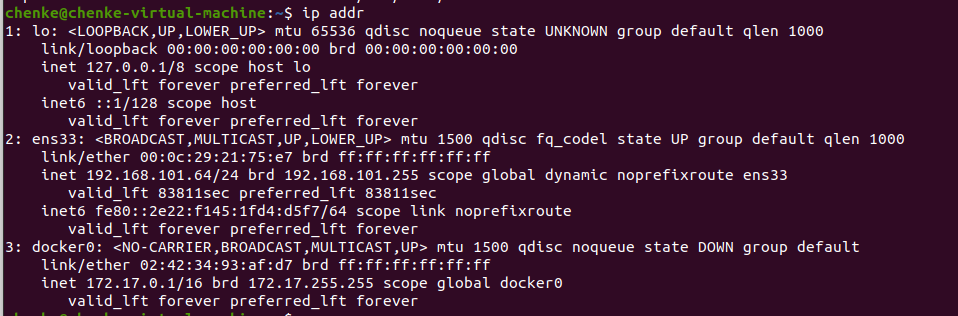 chenke@chenke-virtual-machine:~$ ip addr
1: lo: <LOOPBACK,UP,LOWER_UP> mtu 65536 qdisc noqueue state UNKNOWN group default qlen 1000
    link/loopback 00:00:00:00:00:00 brd 00:00:00:00:00:00
    inet 127.0.0.1/8 scope host lo
       valid_lft forever preferred_lft forever
    inet6 ::1/128 scope host
       valid_lft forever preferred_lft forever
2: ens33: <BROADCAST,MULTICAST,UP,LOWER_UP> mtu 1500 qdisc fq_codel state UP group default qlen 1000
    link/ether 00:0c:29:21:75:e7 brd ff:ff:ff:ff:ff:ff
    inet 192.168.101.64/24 brd 192.168.101.255 scope global dynamic noprefixroute ens33
       valid_lft 83811sec preferred_lft 83811sec
    inet6 fe80::2e22:f145:1fd4:d5f7/64 scope link noprefixroute
       valid_lft forever preferred_lft forever
3: docker0: <NO-CARRIER,BROADCAST,MULTICAST,UP> mtu 1500 qdisc noqueue state DOWN group default
    link/ether 02:42:34:93:af:d7 brd ff:ff:ff:ff:ff:ff
    inet 172.17.0.1/16 brd 172.17.255.255 scope global docker0
       valid_lft forever preferred_lft forever